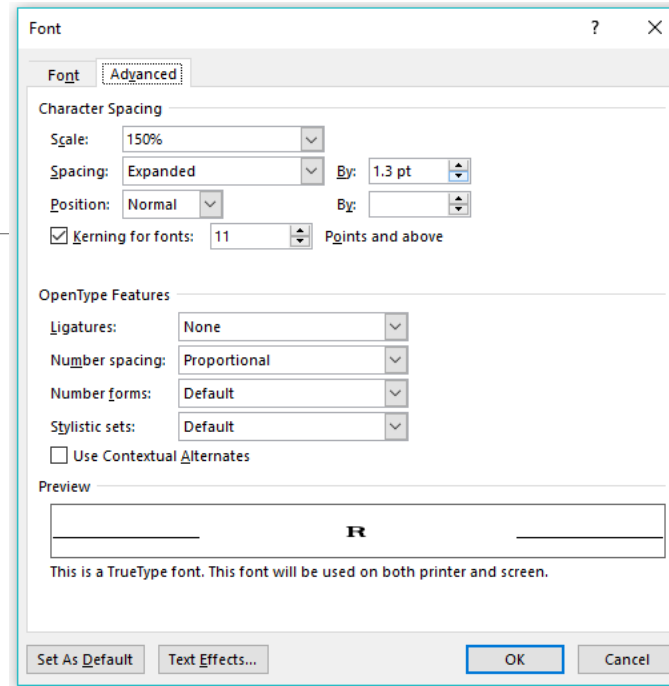 Font ?
Font Advanced
Character Spacing
Scale: 150%
Spacing: Expanded By: 1.3 pt
Position: Normal By:
Kerning for fonts: 11 Points and above
OpenType Features
Ligatures: None
Number spacing: Proportional
Number forms: Default
Stylistic sets: Default
Use Contextual Alternates
Preview
R
This is a TrueType font. This font will be used on both printer and screen.
Set As Default Text Effects... OK Cancel